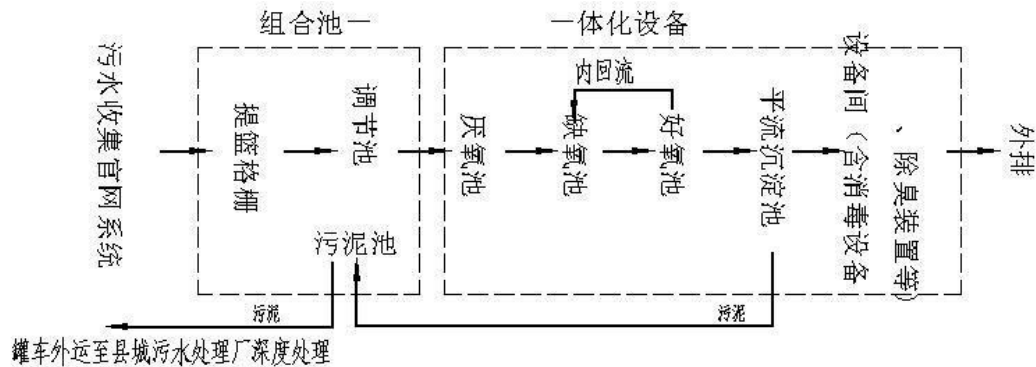 组合池一
一体化设备
污水收集官网系统
提篮格栅
调节池
污泥池
厌氧池
缺氧池
内回流
好氧池
平流沉淀池
设备间（含消毒设备
、除臭装置等）
外排
污泥
污泥
罐车外运至县城污水处理厂深度处理